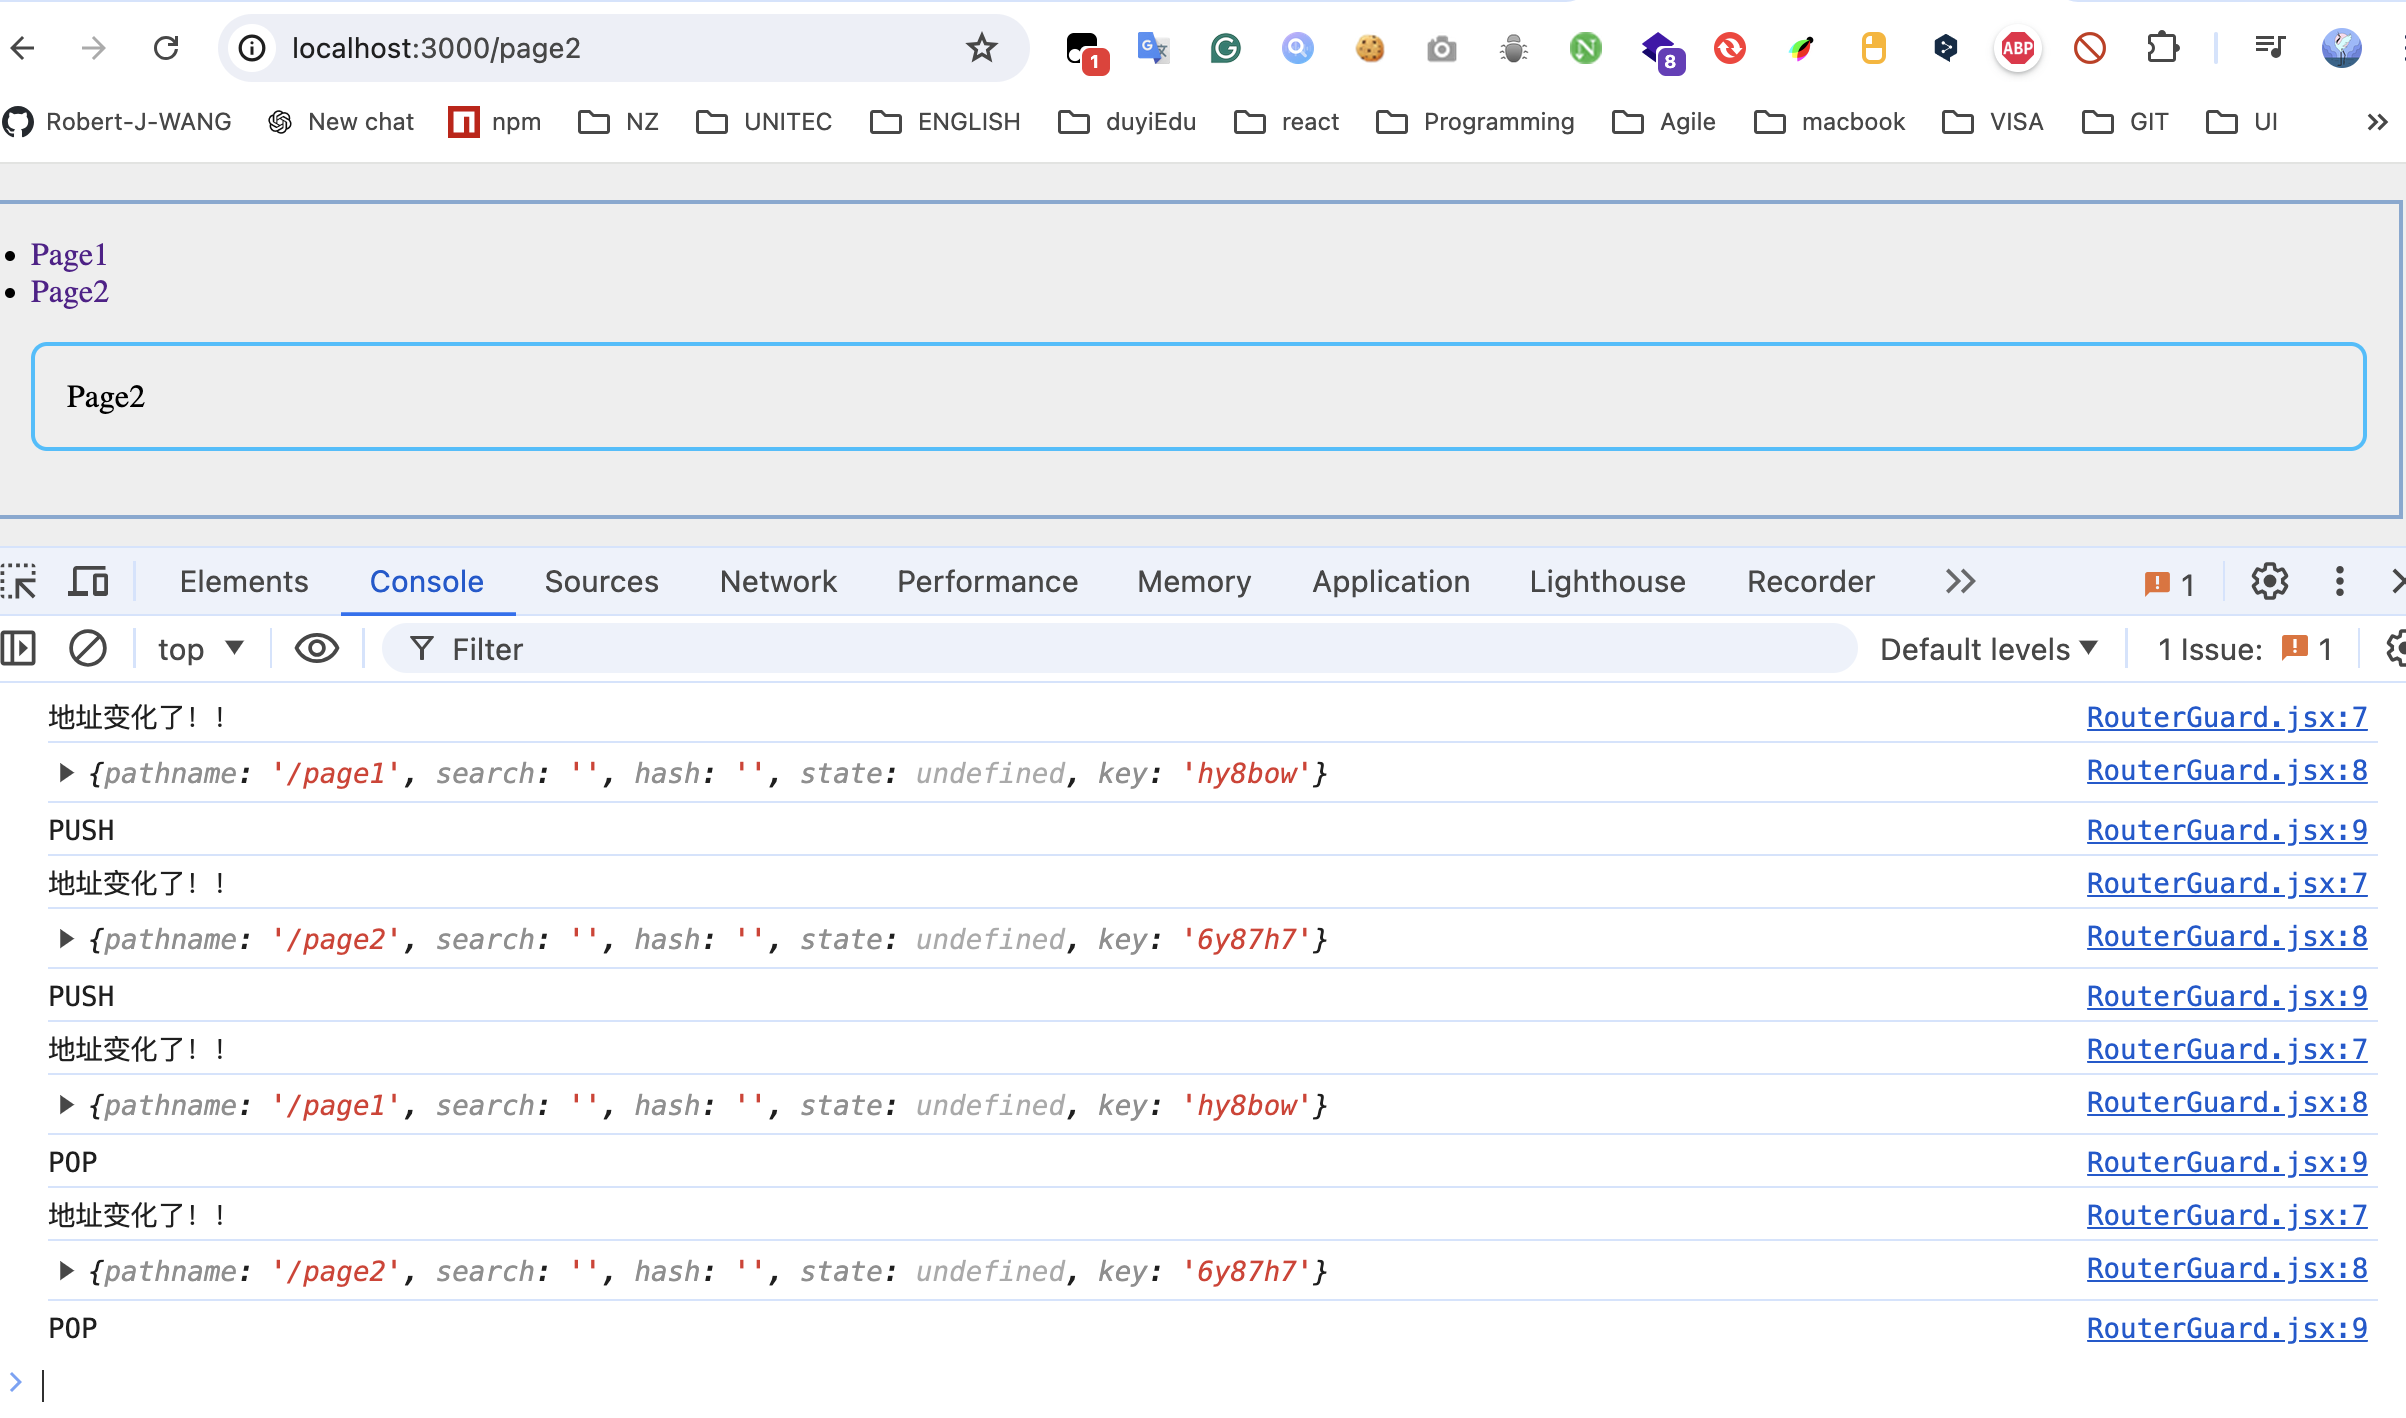 localhost:3000/page2
1
8
ABP
Robert-J-WANG New chat npm NZ UNITEC ENGLISH duyiEdu react Programming Agile macbook VISA GIT UI
Page1
Page2
Page2
Elements Console Sources Network Performance Memory Application Lighthouse Recorder 1
top Filter Default levels 1 Issue: 1
地址变化了！！ RouterGuard.jsx:7
{pathname: '/page1', search: '', hash: '', state: undefined, key: 'hy8bow'} RouterGuard.jsx:8
PUSH RouterGuard.jsx:9
地址变化了！！ RouterGuard.jsx:7
{pathname: '/page2', search: '', hash: '', state: undefined, key: '6y87h7'} RouterGuard.jsx:8
PUSH RouterGuard.jsx:9
地址变化了！！ RouterGuard.jsx:7
{pathname: '/page1', search: '', hash: '', state: undefined, key: 'hy8bow'} RouterGuard.jsx:8
POP RouterGuard.jsx:9
地址变化了！！ RouterGuard.jsx:7
{pathname: '/page2', search: '', hash: '', state: undefined, key: '6y87h7'} RouterGuard.jsx:8
POP RouterGuard.jsx:9